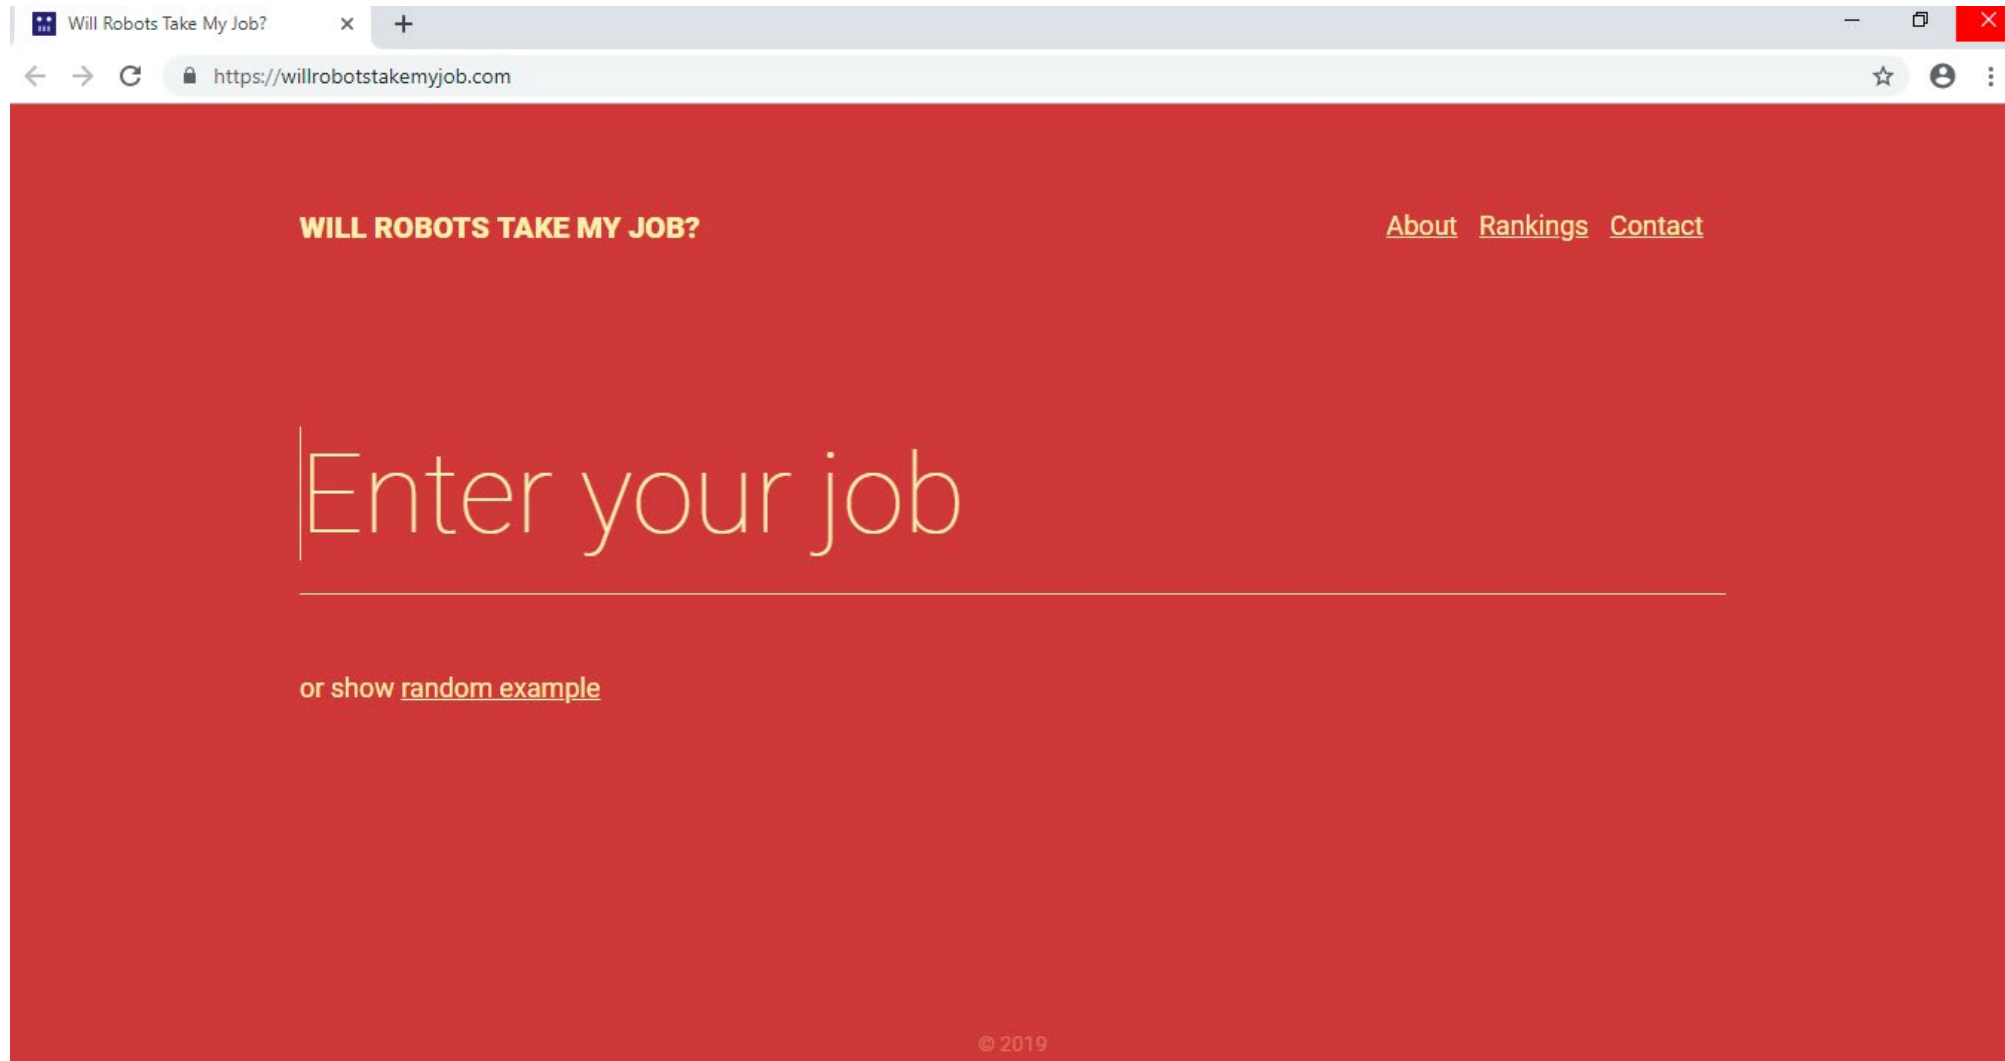 Will Robots Take My Job?
https://willrobotstakemyjob.com
WILL ROBOTS TAKE MY JOB?
About Rankings Contact
Enter your job
or show random example
© 2019